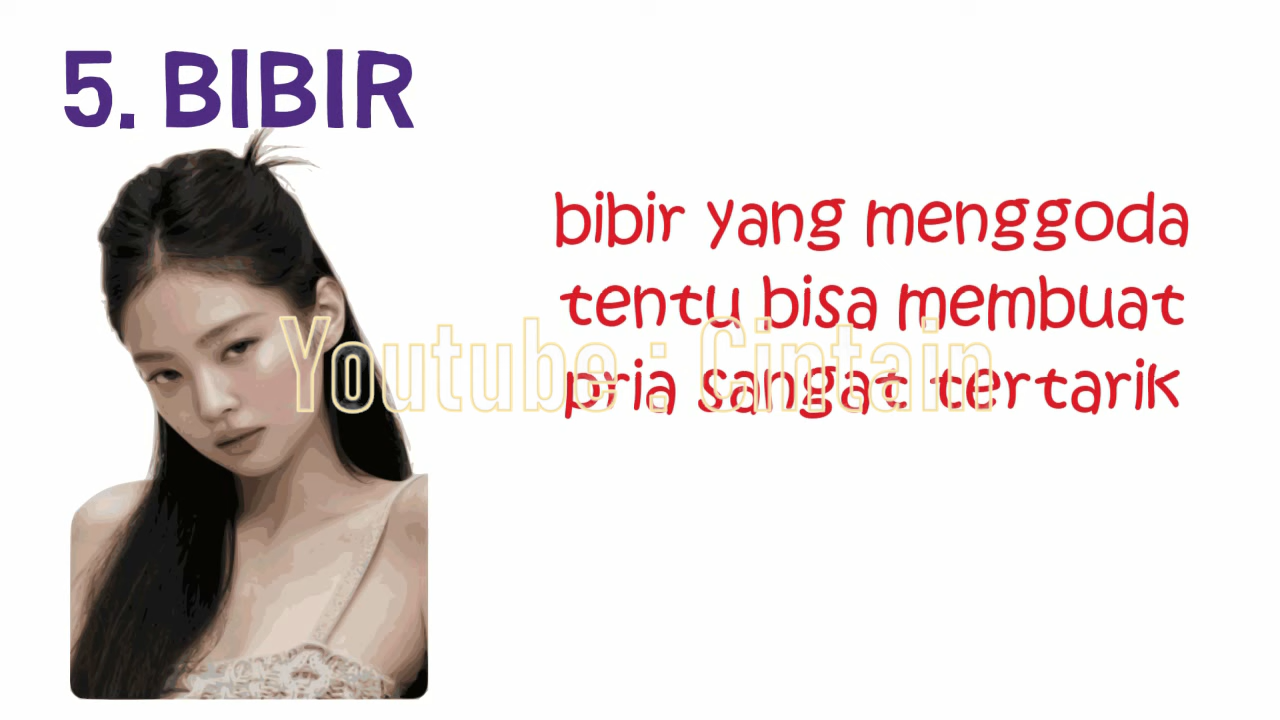 5. BIBIR
bibir yang menggoda
tentu bisa membuat
pria sangat tertarik
Youtube : Cintain